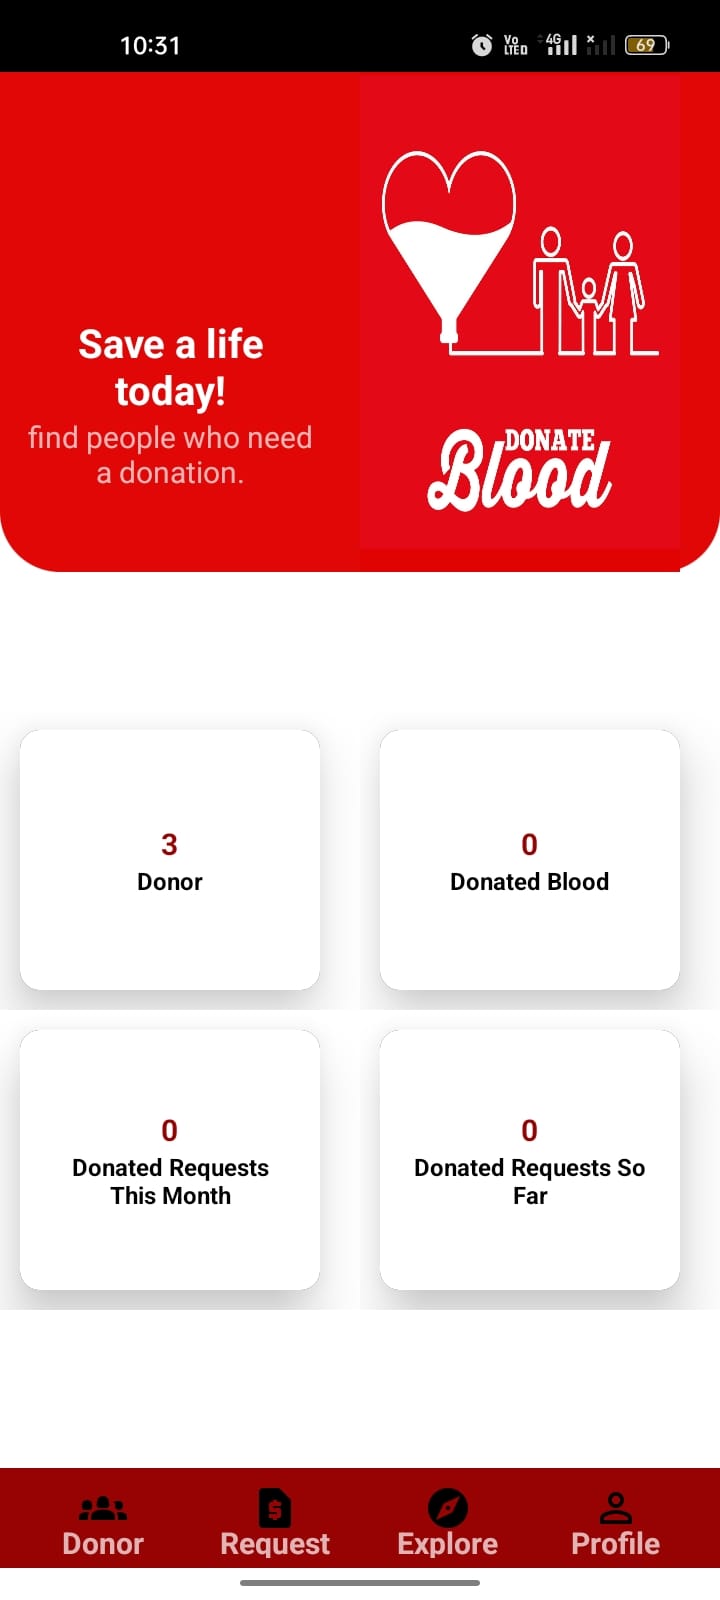 10:31
Vo
LTE D
4G
69
Save a life
today!
find people who need
a donation.
DONATE
Blood
3
Donor
0
Donated Blood
0
Donated Requests
This Month
0
Donated Requests So
Far
$
Donor
Request
Explore
Profile